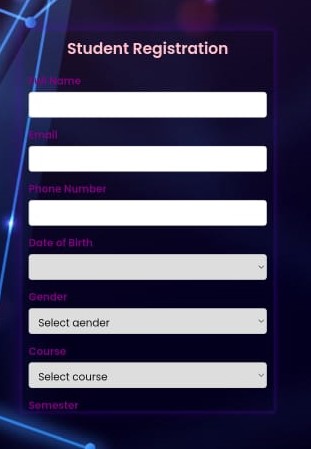 Student Registration
Full Name
Email
Phone Number
Date of Birth
Gender
Select gender
Course
Select course
Semester